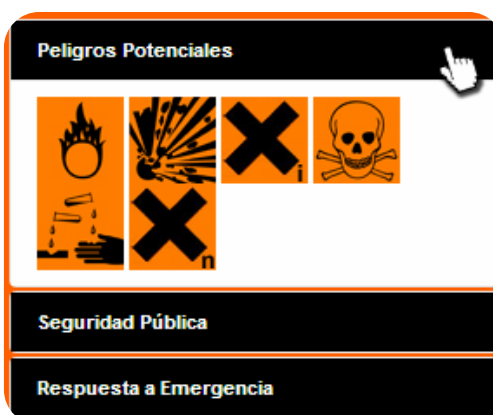 Peligros Potenciales
i
n
Seguridad Pública
Respuesta a Emergencia